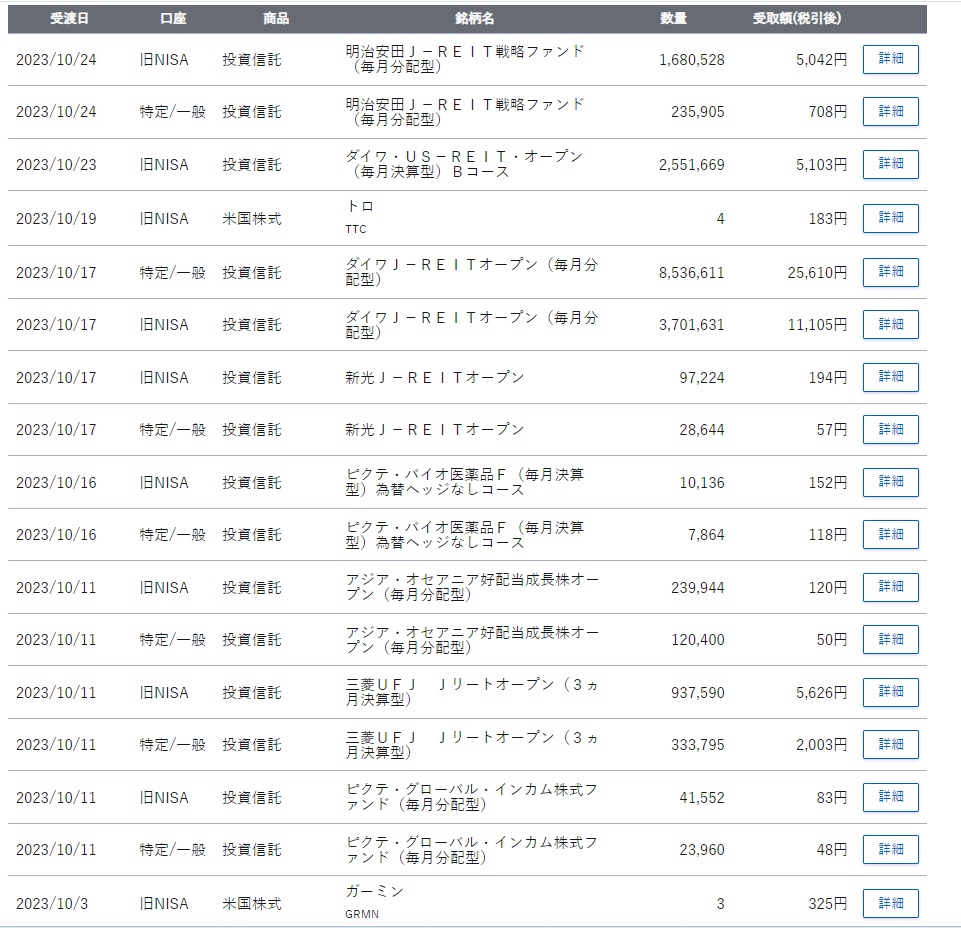 受渡日 口座 商品 銘柄名 数量 受取額(税引後)
2023/10/24 旧NISA 投資信託 明治安田Ｊ－ＲＥＩＴ戦略ファンド 1,680,528 5,042円 詳細
（毎月分配型）
2023/10/24 特定/一般 投資信託 明治安田Ｊ－ＲＥＩＴ戦略ファンド 235,905 708円 詳細
（毎月分配型）
2023/10/23 旧NISA 投資信託 ダイワ・ＵＳ－ＲＥＩＴ・オープン 2,551,669 5,103円 詳細
（毎月決算型）Ｂコース
2023/10/19 旧NISA 米国株式 トロ 4 183円 詳細
TTC
2023/10/17 特定/一般 投資信託 ダイワＪ－ＲＥＩＴオープン（毎月分 8,536,611 25,610円 詳細
配型）
2023/10/17 旧NISA 投資信託 ダイワＪ－ＲＥＩＴオープン（毎月分 3,701,631 11,105円 詳細
配型）
2023/10/17 旧NISA 投資信託 新光Ｊ－ＲＥＩＴオープン 97,224 194円 詳細
2023/10/17 特定/一般 投資信託 新光Ｊ－ＲＥＩＴオープン 28,644 57円 詳細
2023/10/16 旧NISA 投資信託 ピクテ・バイオ医薬品Ｆ（毎月決算 10,136 152円 詳細
型）為替ヘッジなしコース
2023/10/16 特定/一般 投資信託 ピクテ・バイオ医薬品Ｆ（毎月決算 7,864 118円 詳細
型）為替ヘッジなしコース
2023/10/11 旧NISA 投資信託 アジア・オセアニア好配当成長株オー 239,944 120円 詳細
プン（毎月分配型）
2023/10/11 特定/一般 投資信託 アジア・オセアニア好配当成長株オー 120,400 50円 詳細
プン（毎月分配型）
2023/10/11 旧NISA 投資信託 三菱ＵＦＪ　Ｊリートオープン（３ヵ 937,590 5,626円 詳細
月決算型）
2023/10/11 特定/一般 投資信託 三菱ＵＦＪ　Ｊリートオープン（３ヵ 333,795 2,003円 詳細
月決算型）
2023/10/11 旧NISA 投資信託 ピクテ・グローバル・インカム株式フ 41,552 83円 詳細
ァンド（毎月分配型）
2023/10/11 特定/一般 投資信託 ピクテ・グローバル・インカム株式フ 23,960 48円 詳細
ァンド（毎月分配型）
2023/10/3 旧NISA 米国株式 ガーミン 3 325円 詳細
GRMN